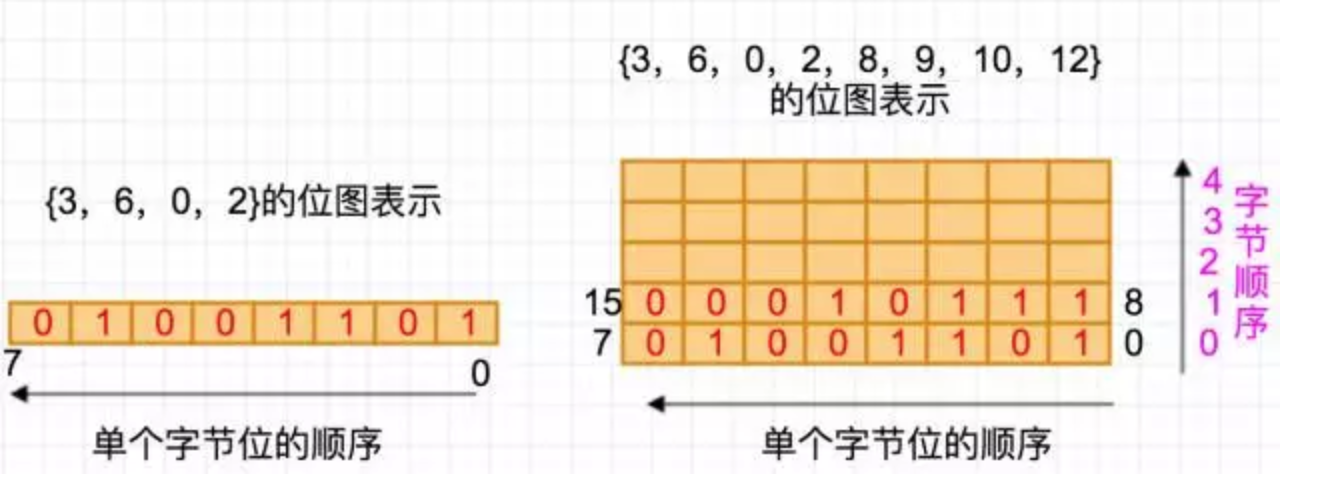 {3, 6, 0, 2}的位图表示
0 1 0 0 1 1 0 1
7
0
单个字节位的顺序
{3, 6, 0, 2, 8, 9, 10, 12}
的位图表示
15 0 0 0 1 0 1 1 1 8
7 0 1 0 0 1 1 0 1 0
单个字节位的顺序
4
3
2
1
0
字节顺序